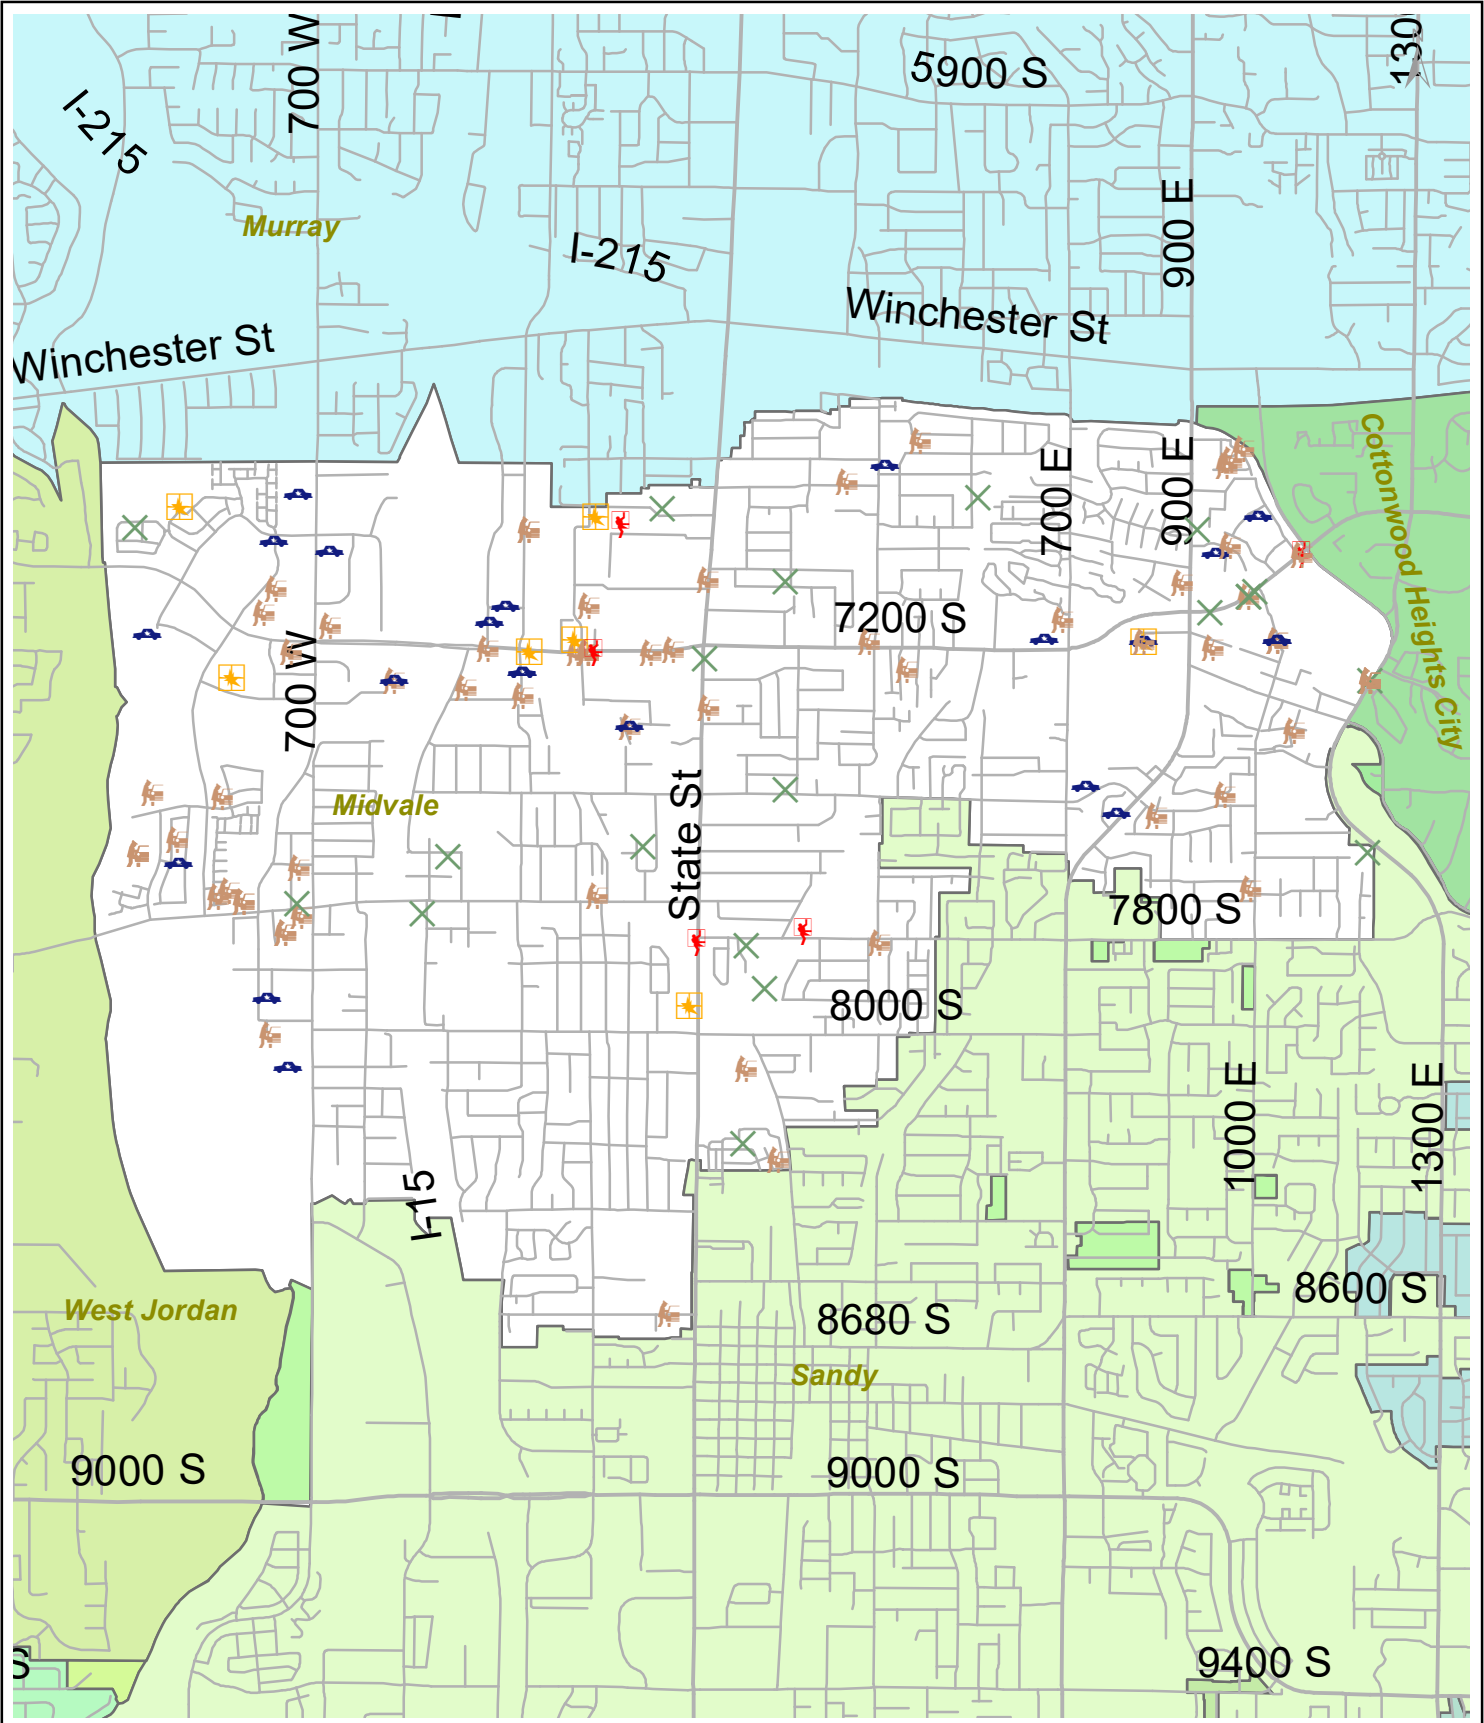 700 W
5900 S
130
I-215
Murray
900 E
I-215
Winchester St
Winchester St
Cottonwood Heights City
700 E
900 E
7200 S
700 W
Midvale
State St
7800 S
8000 S
1000 E
1300 E
I-15
8600 S
West Jordan
8680 S
Sandy
9000 S
9000 S
9400 S
S